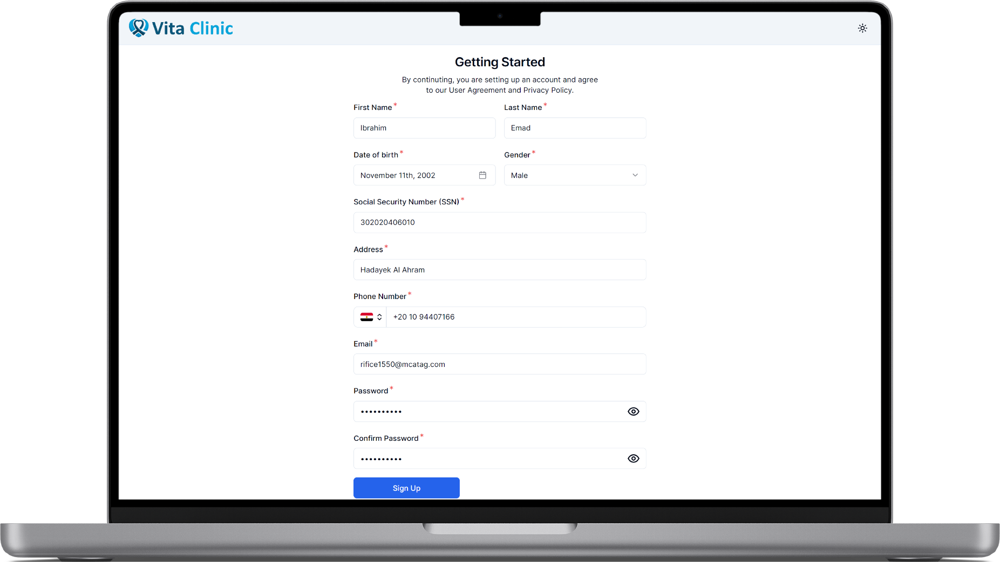 Vita Clinic
Getting Started
By continuting, you are setting up an account and agree
to our User Agreement and Privacy Policy.
First Name *
Last Name *
Ibrahim
Emad
Date of birth *
Gender *
November 11th, 2002
Male
Social Security Number (SSN) *
302020406010
Address *
Hadayek Al Ahram
Phone Number *
+20 10 94407166
Email *
rifice1550@mcatag.com
Password *
••••••••••
Confirm Password *
••••••••••
Sign Up